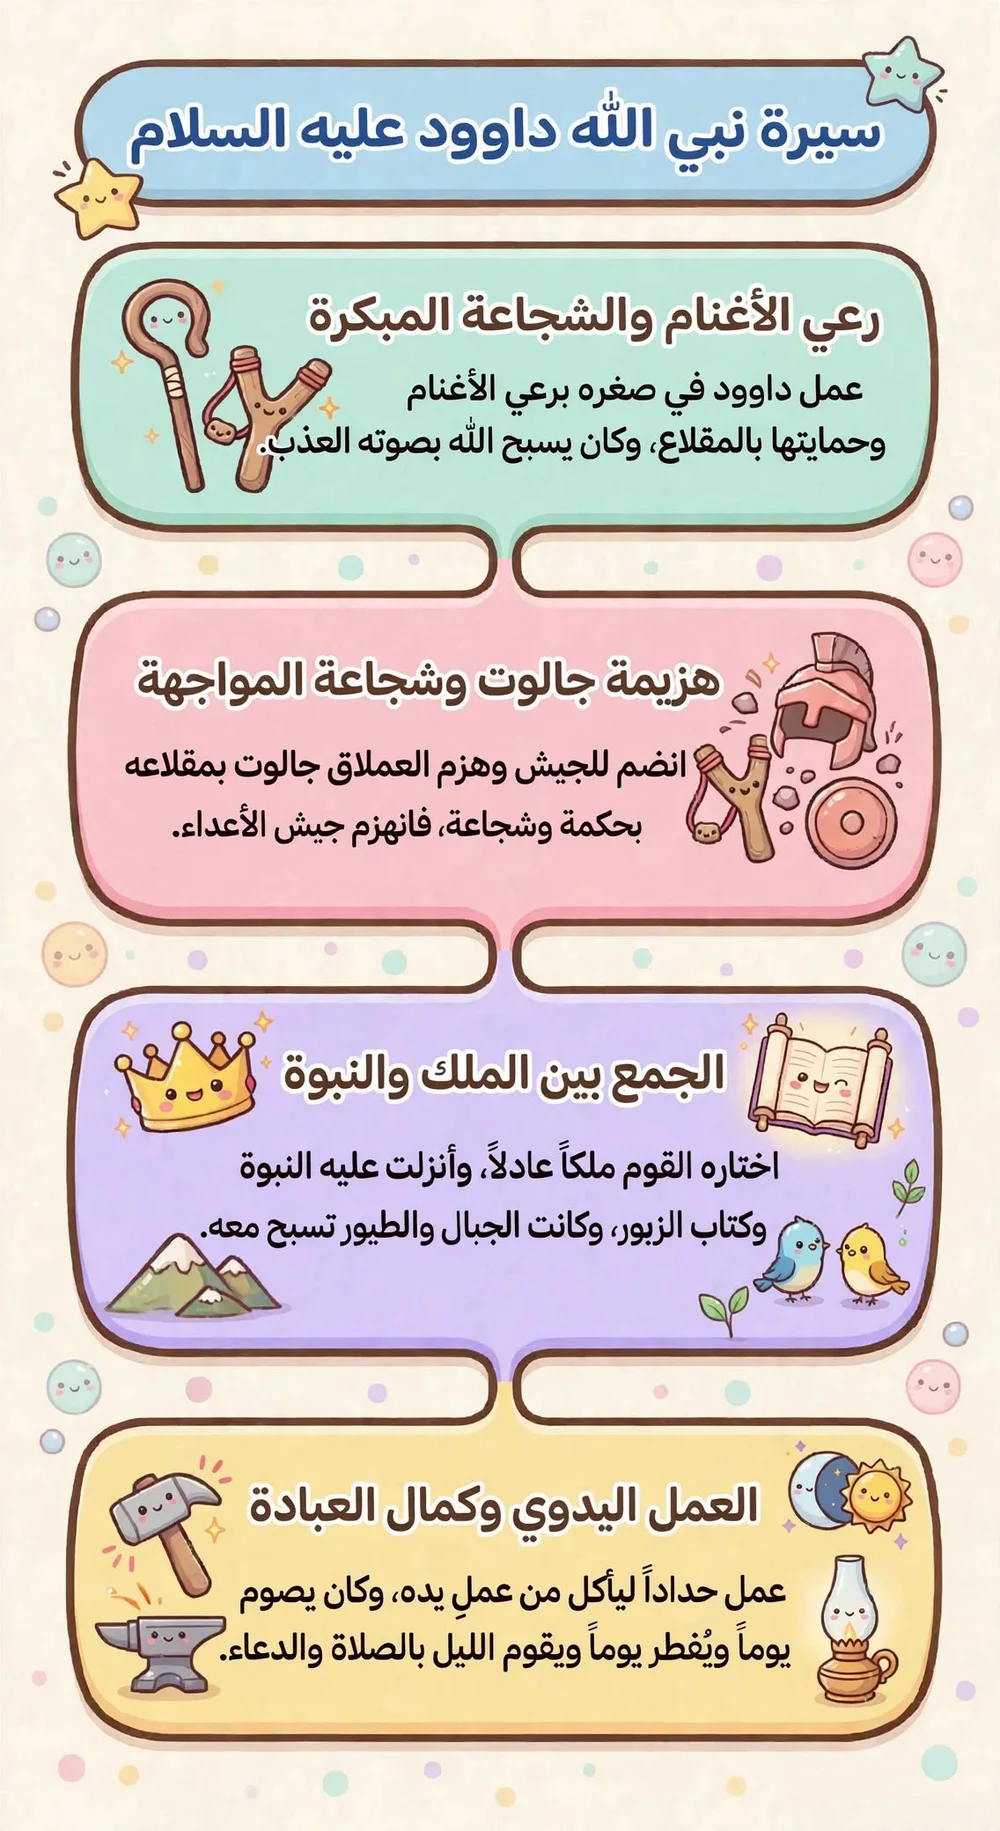 سيرة نبي الله داوود عليه السلام
رعي الأغنام والشجاعة المبكرة
عمل داوود في صغره برعي الأغنام
وحمايتها بالمقلاع، وكان يسبح الله بصوته العذب.
هزيمة جالوت وشجاعة المواجهة
انضم للجيش وهزم العملاق جالوت بمقلاعه
بحكمة وشجاعة، فانهزم جيش الأعداء.
الجمع بين الملك والنبوة
اختاره القوم ملكاً عادلاً، وأنزلت عليه النبوة
وكتاب الزبور، وكانت الجبال والطيور تسبح معه.
العمل اليدوي وكمال العبادة
عمل حداداً ليأكل من عملِ يده، وكان يصوم
يوماً ويُفطر يوماً ويقوم الليل بالصلاة والدعاء.